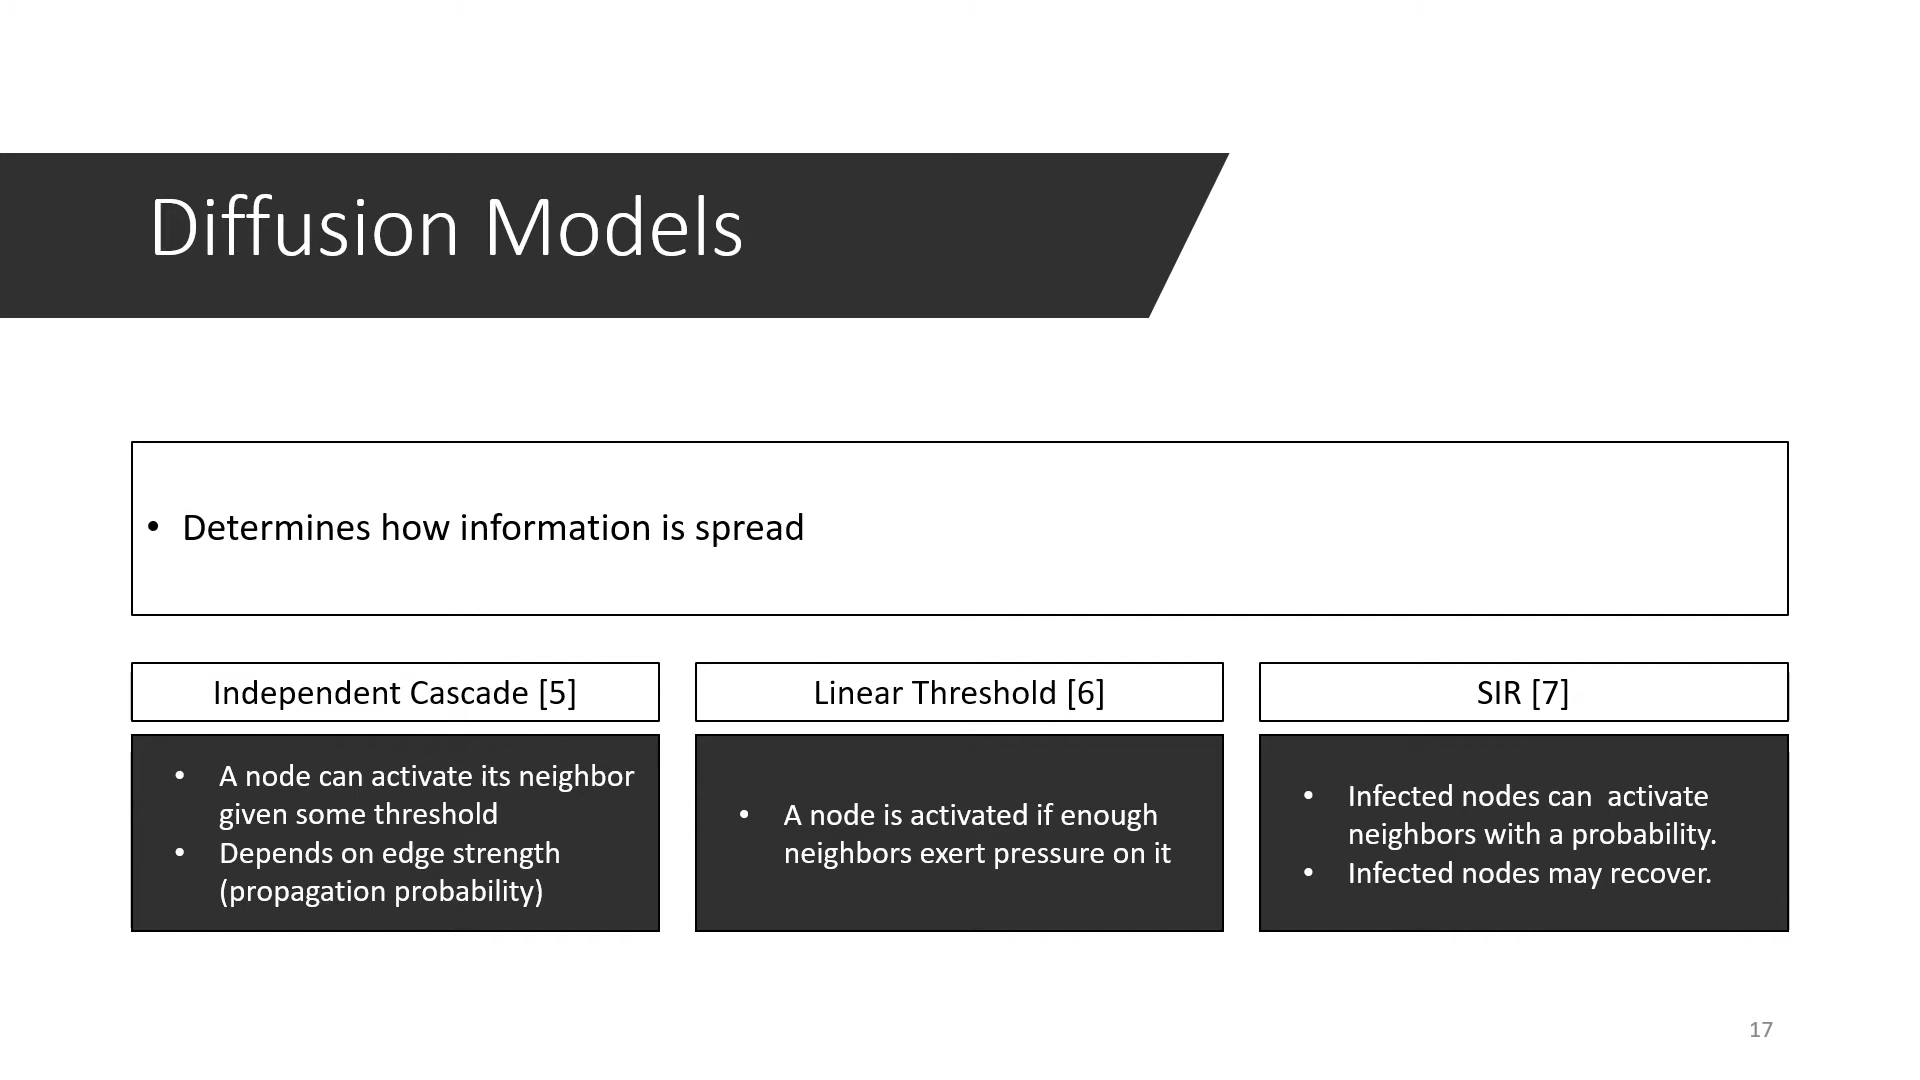 Diffusion Models
• Determines how information is spread
Independent Cascade [5]
• A node can activate its neighbor
given some threshold
• Depends on edge strength
(propagation probability)
Linear Threshold [6]
• A node is activated if enough
neighbors exert pressure on it
SIR [7]
• Infected nodes can  activate
neighbors with a probability.
• Infected nodes may recover.
17